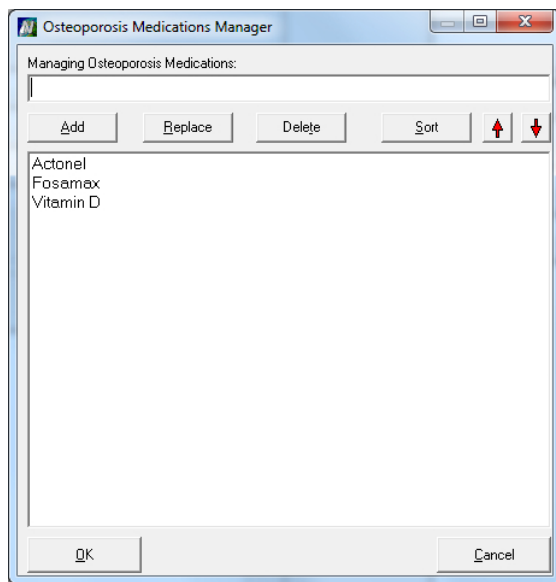 Osteoporosis Medications Manager
Managing Osteoporosis Medications:
Add Replace Delete Sort
Actonel
Fosamax
Vitamin D
OK Cancel